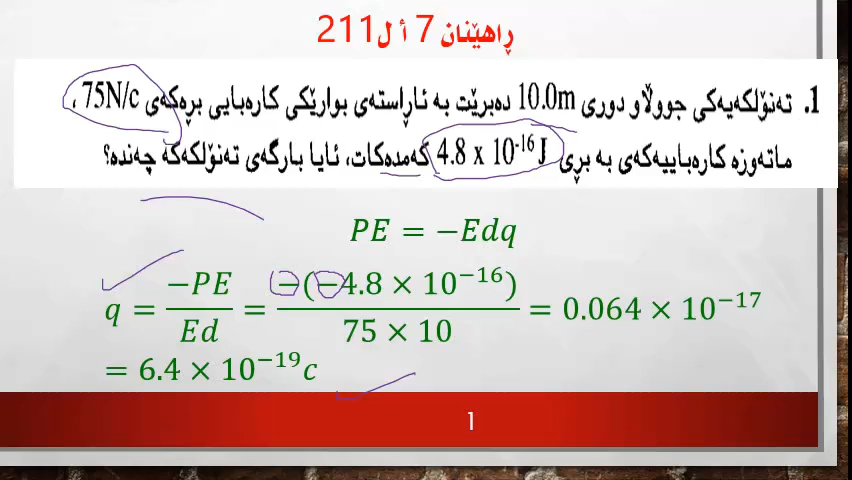 ڕاهێنان 7 أ ل211
1. تەنۆلکەیەکی جووڵاو دوری 10.0m دەبرێت بە ئاڕاستەی بوارێکی کارەبایی بڕەکەی 75N/c ،
ماتەوزە کارەباییەکەی بە بڕی 4.8 x 10⁻¹⁶ J کەمدەکات، ئایا بارگەی تەنۆلکەکە چەندە؟
PE = −Edq
q = −PE / Ed = −(−4.8 × 10⁻¹⁶) / 75 × 10 = 0.064 × 10⁻¹⁷
= 6.4 × 10⁻¹⁹c
1